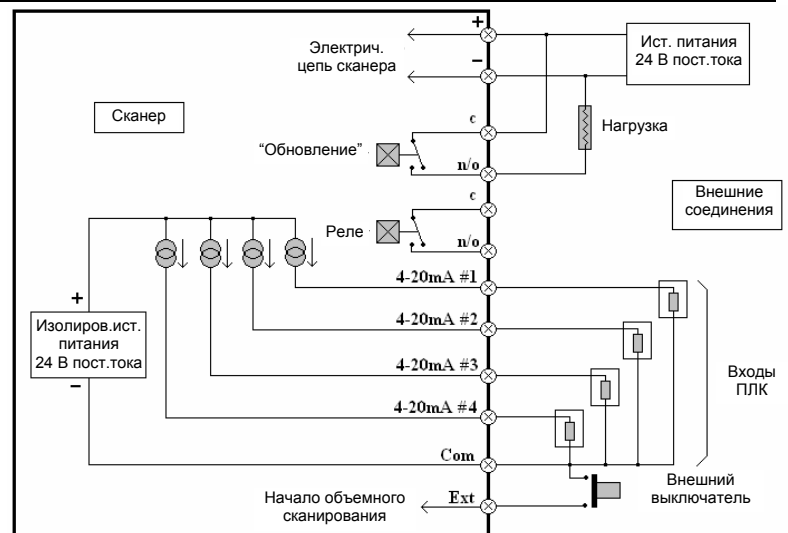 +
Электрич.
цепь сканера
–
Ист. питания
24 В пост.тока
Сканер
c
Нагрузка
“Обновление”
n/o
Внешние
соединения
c
Реле
n/o
4-20mA #1
+
Изолиров.ист.
питания
24 В пост.тока
–
4-20mA #2
4-20mA #3
Входы
ПЛК
4-20mA #4
Com
Внешний
выключатель
Начало объемного
сканирования
Ext